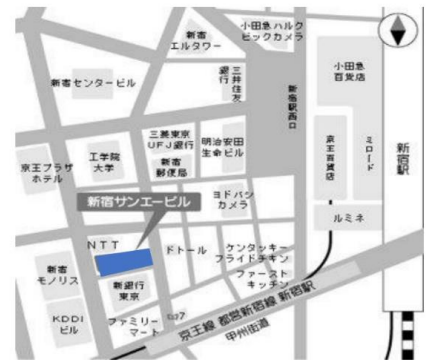 小田急ハルク
ビックカメラ
新宿
エルタワー
小田急
百貨店
三井住友
銀行
新宿センタービル
新宿駅西口
三菱東京
UFJ銀行
明治安田
生命ビル
新宿
郵便局
工学院
大学
京王プラザ
ホテル
京王百貨店
ミロード
新宿駅
ヨドバシ
カメラ
新宿サンエービル
ルミネ
NTT
ドトール
ケンタッキー
フライドチキン
新宿
モノリス
新銀行
東京
ファースト
キッチン
KDDI
ビル
ファミリー
マート
京王線 都営新宿線 新宿駅
甲州街道